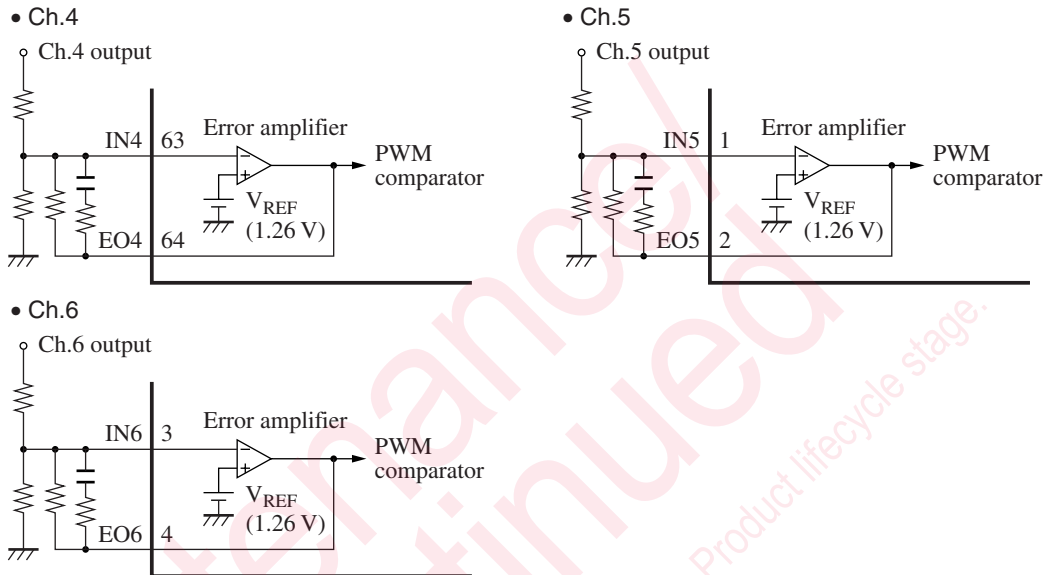 • Ch.4
Ch.4 output
IN4 63
Error amplifier
PWM
comparator
VREF
(1.26 V)
EO4 64
• Ch.5
Ch.5 output
IN5 1
Error amplifier
PWM
comparator
VREF
(1.26 V)
EO5 2
• Ch.6
Ch.6 output
IN6 3
Error amplifier
PWM
comparator
VREF
(1.26 V)
EO6 4
tenance/
tinued
Product lifecycle stage.